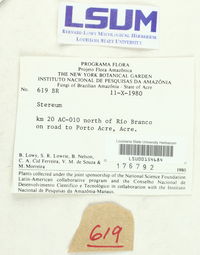 LSUM
BERNARD LOWY MYCOLOGICAL HERBARIUM
LOUISIANA STATE UNIVERSITY
PROGRAMA FLORA
Projeto Flora Amazônica
THE NEW YORK BOTANICAL GARDEN
INSTITUTO NACIONAL DE PESQUISAS DA AMAZÔNIA
Fungi of Brazilian Amazônia - State of Acre
No. 619 BR 11-X-1980
Stereum
km 20 AC-010 north of Rio Branco
on road to Porto Acre, Acre.
Louisiana State University Herbarium
LSU00159484
176792
B. Lowy, S. R. Lowrie, B. Nelson,
C. A. Cid Ferreira, V. M. de Souza &
M. Moreira
1980
Plants collected under the joint sponsorship of the National Science Foundation
Latin-American collaborative program and the Conselho Nacional de
Desenvolvimento Científico e Tecnológico in collaboration with the Instituto
Nacional de Pesquisas da Amazônia-Manaus.
619